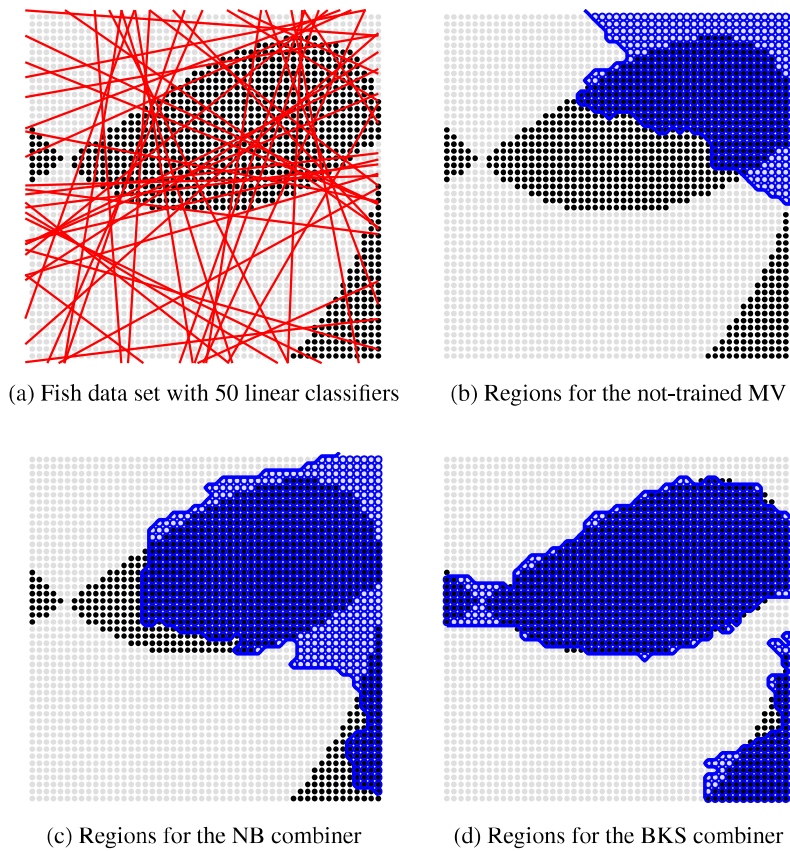 (a) Fish data set with 50 linear classifiers
(b) Regions for the not-trained MV
(c) Regions for the NB combiner
(d) Regions for the BKS combiner